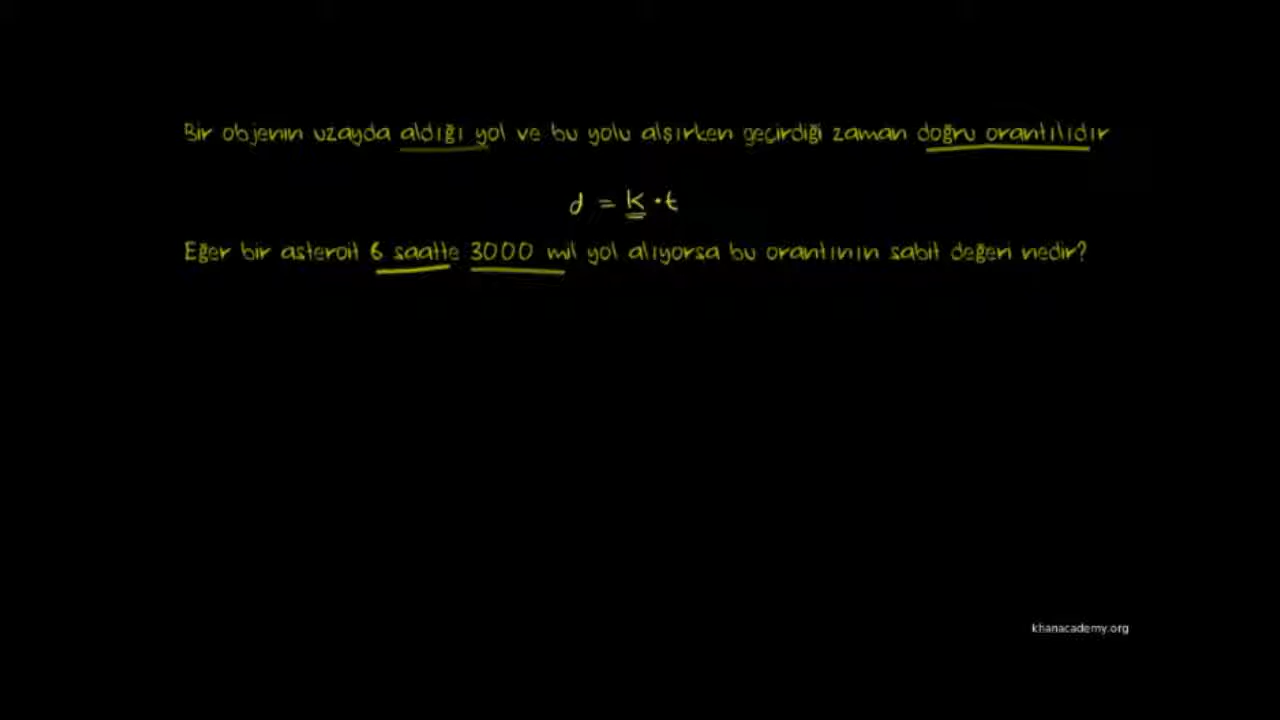 Bir objenin uzayda aldığı yol ve bu yolu alşırken geçirdiği zaman doğru orantılıdır
d = k · t
Eğer bir asteroit 6 saatte 3000 mil yol alıyorsa bu orantının sabit değeri nedir?
khanacademy.org